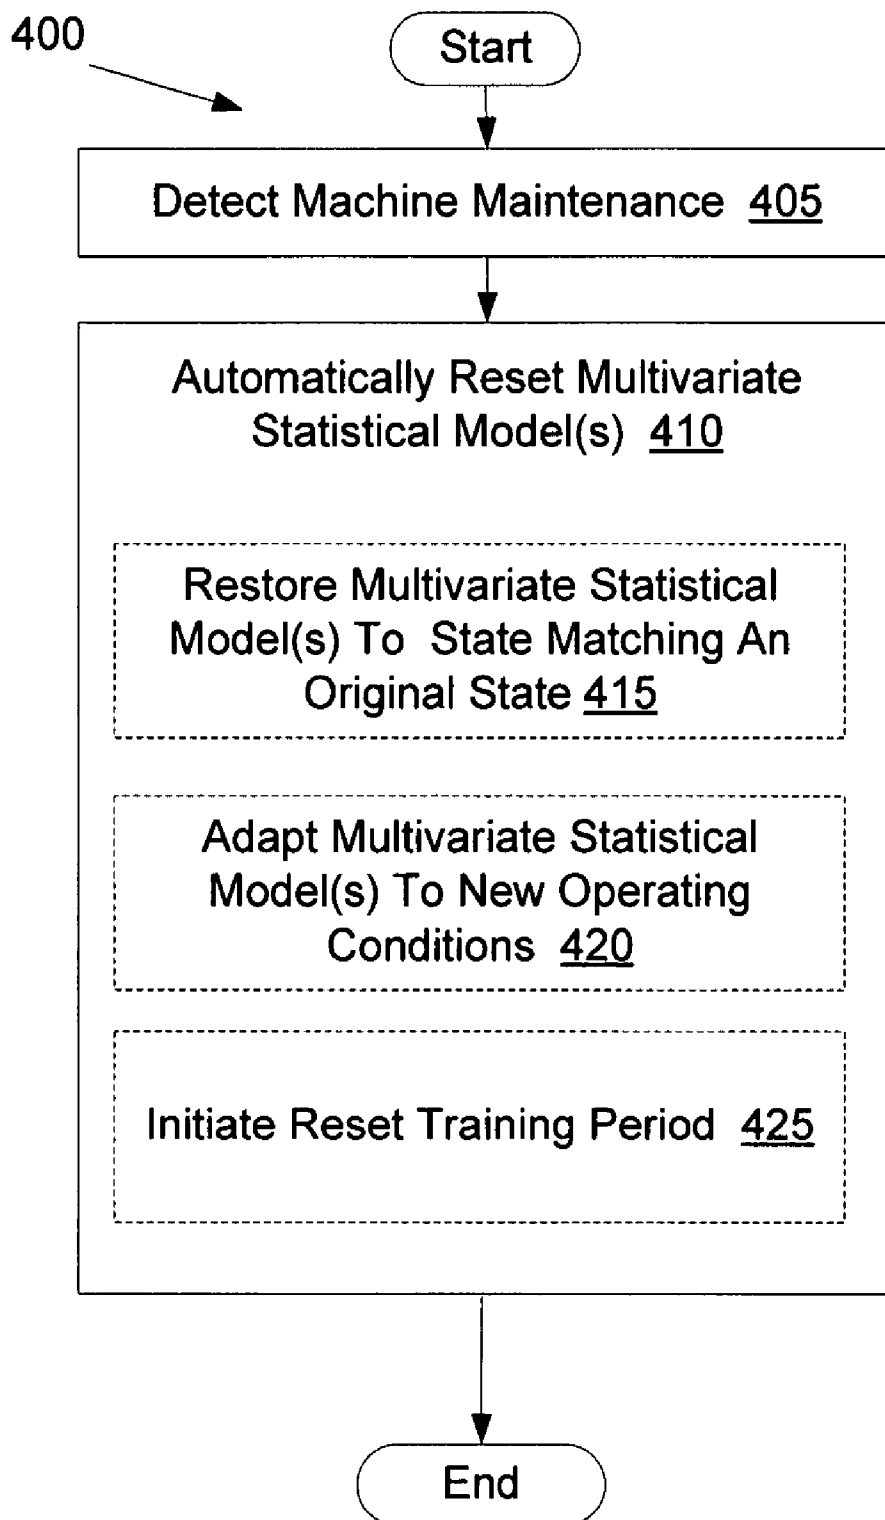 400
Start
Detect Machine Maintenance 405
Automatically Reset Multivariate
Statistical Model(s) 410
Restore Multivariate Statistical
Model(s) To State Matching An
Original State 415
Adapt Multivariate Statistical
Model(s) To New Operating
Conditions 420
Initiate Reset Training Period 425
End